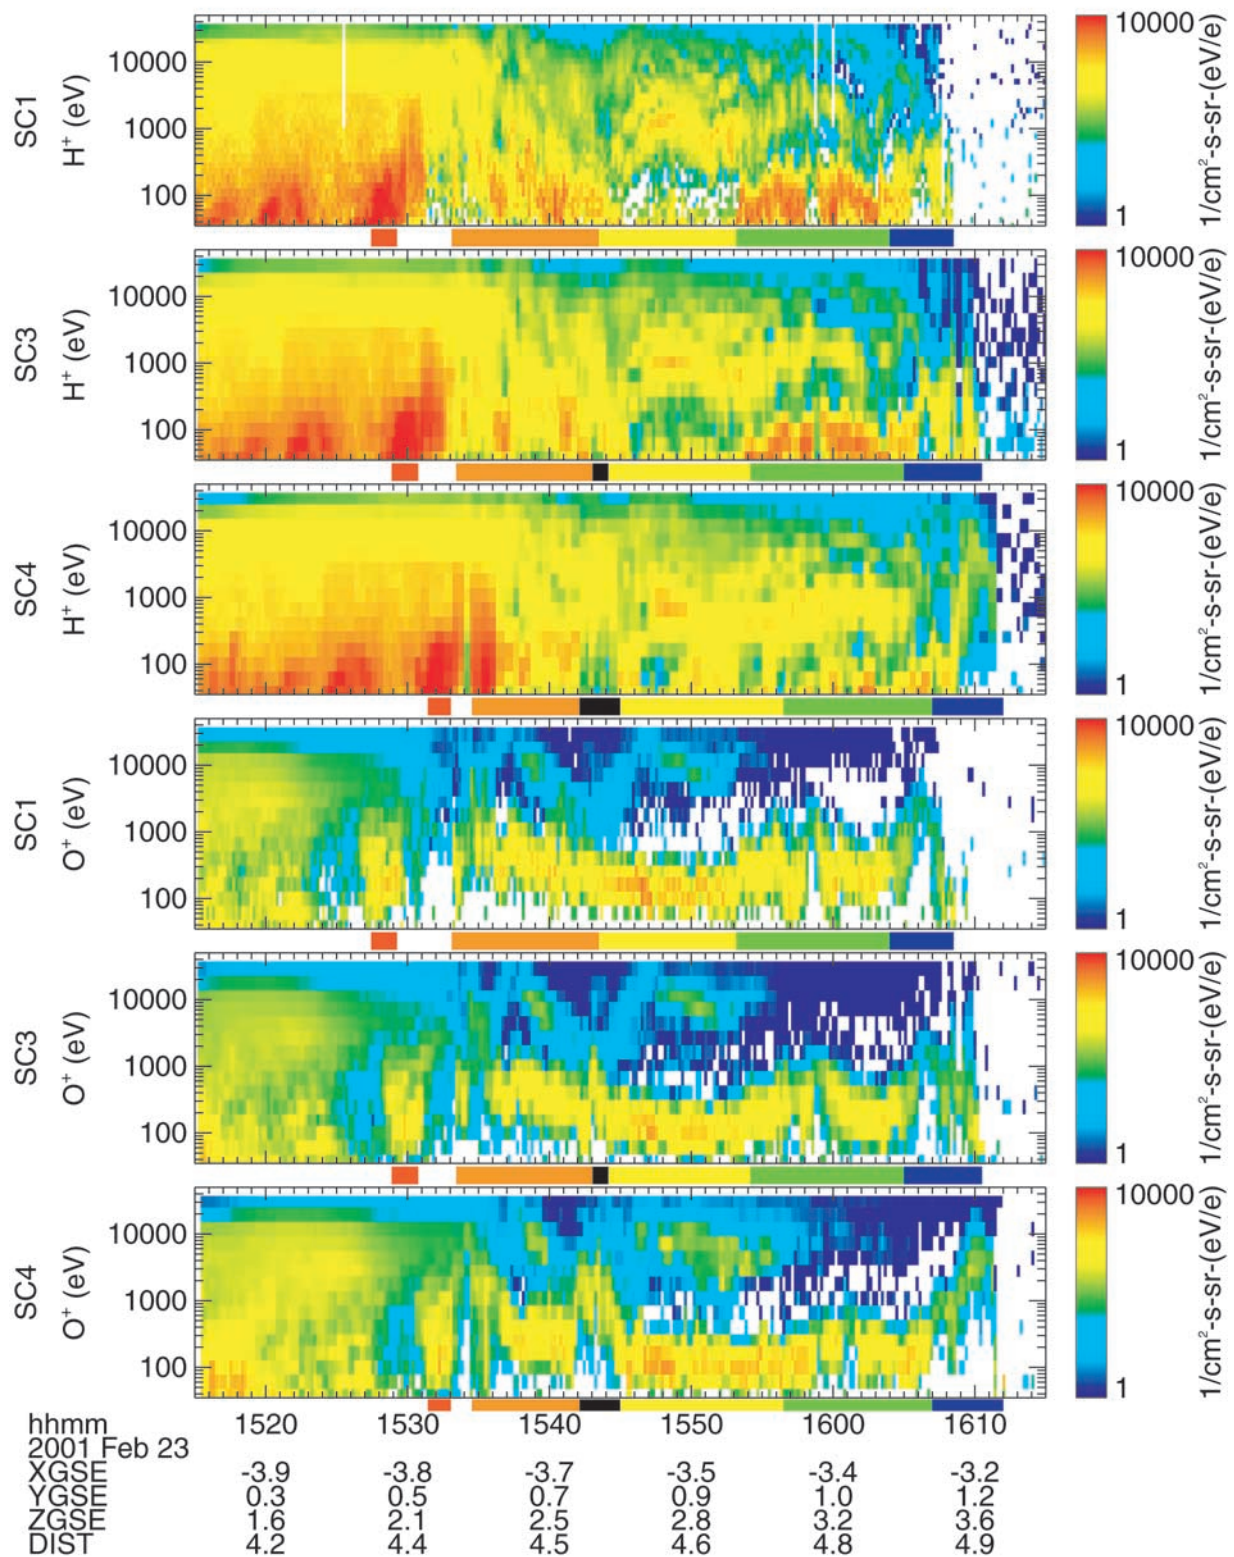 SC1
H⁺ (eV)
10000
1000
100
10000
1
1/cm²-s-sr-(eV/e)
SC3
H⁺ (eV)
10000
1000
100
10000
1
1/cm²-s-sr-(eV/e)
SC4
H⁺ (eV)
10000
1000
100
10000
1
1/cm²-s-sr-(eV/e)
SC1
O⁺ (eV)
10000
1000
100
10000
1
1/cm²-s-sr-(eV/e)
SC3
O⁺ (eV)
10000
1000
100
10000
1
1/cm²-s-sr-(eV/e)
SC4
O⁺ (eV)
10000
1000
100
10000
1
1/cm²-s-sr-(eV/e)
hhmm 1520 1530 1540 1550 1600 1610
2001 Feb 23
XGSE -3.9 -3.8 -3.7 -3.5 -3.4 -3.2
YGSE 0.3 0.5 0.7 0.9 1.0 1.2
ZGSE 1.6 2.1 2.5 2.8 3.2 3.6
DIST 4.2 4.4 4.5 4.6 4.8 4.9